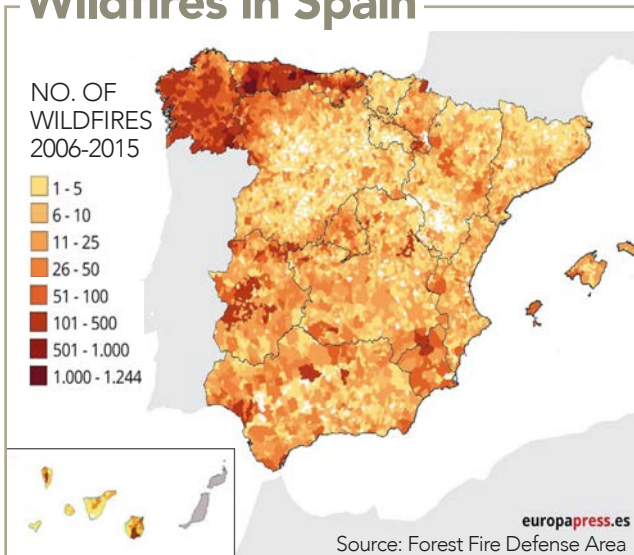 Wildfires in Spain
NO. OF
WILDFIRES
2006-2015
1 - 5
6 - 10
11 - 25
26 - 50
51 - 100
101 - 500
501 - 1.000
1.000 - 1.244
europapress.es
Source: Forest Fire Defense Area